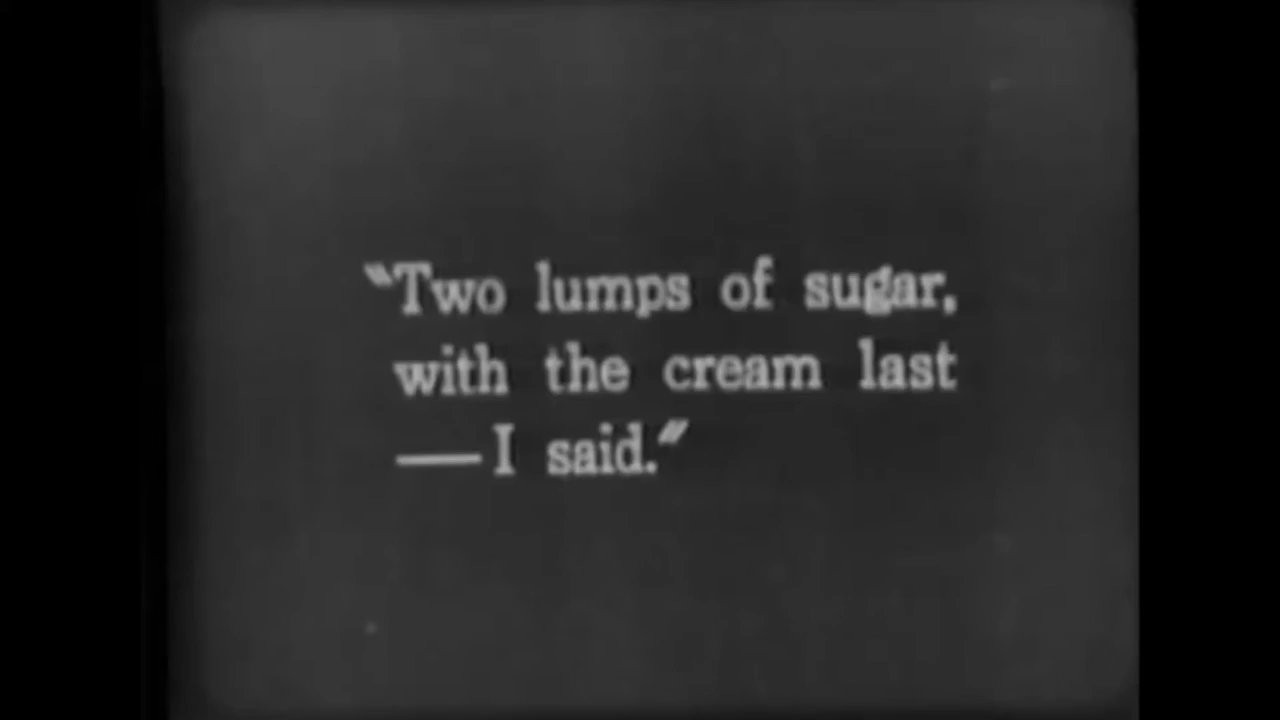 “Two lumps of sugar,
with the cream last
—I said.”